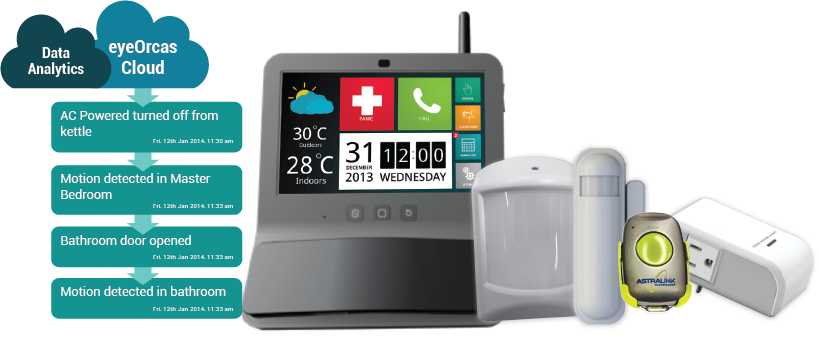 Data
Analytics
eyeOrcas
Cloud
AC Powered turned off from
kettle
Fri. 12th Jan 2014. 11:30 am
Motion detected in Master
Bedroom
Fri. 12th Jan 2014. 11:33 am
Bathroom door opened
Fri. 12th Jan 2014. 11:33 am
Motion detected in bathroom
Fri. 12th Jan 2014. 11:33 am
30°C
Outdoors
28°C
Indoors
PANIC
CALL
31
DECEMBER
2013
12:00
WEDNESDAY
ASTRALINK